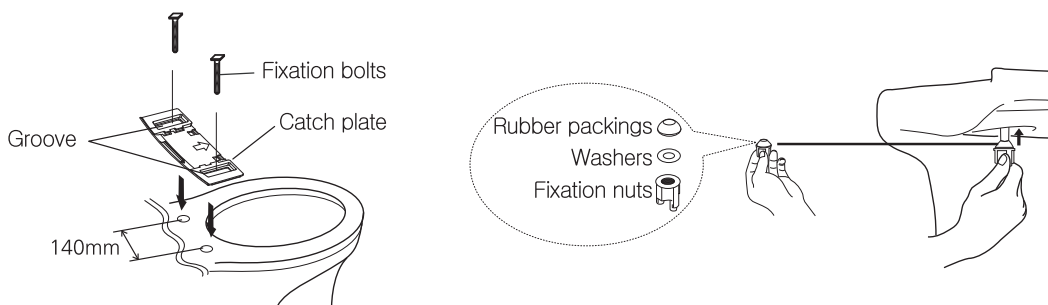 Fixation bolts
Groove
Catch plate
140mm
Rubber packings
Washers
Fixation nuts